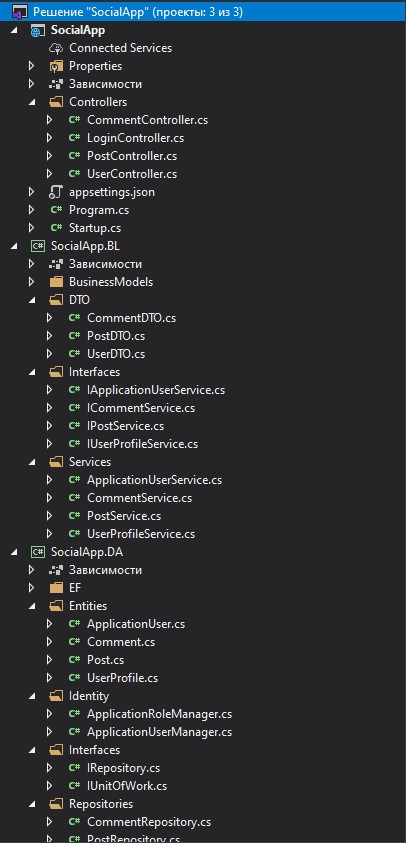 Решение "SocialApp" (проекты: 3 из 3)
SocialApp
Connected Services
Properties
Зависимости
Controllers
C# CommentController.cs
C# LoginController.cs
C# PostController.cs
C# UserController.cs
appsettings.json
C# Program.cs
C# Startup.cs
C# SocialApp.BL
Зависимости
BusinessModels
DTO
C# CommentDTO.cs
C# PostDTO.cs
C# UserDTO.cs
Interfaces
C# IApplicationUserService.cs
C# ICommentService.cs
C# IPostService.cs
C# IUserProfileService.cs
Services
C# ApplicationUserService.cs
C# CommentService.cs
C# PostService.cs
C# UserProfileService.cs
C# SocialApp.DA
Зависимости
EF
Entities
C# ApplicationUser.cs
C# Comment.cs
C# Post.cs
C# UserProfile.cs
Identity
C# ApplicationRoleManager.cs
C# ApplicationUserManager.cs
Interfaces
C# IRepository.cs
C# IUnitOfWork.cs
Repositories
C# CommentRepository.cs
C# PostRepository.cs